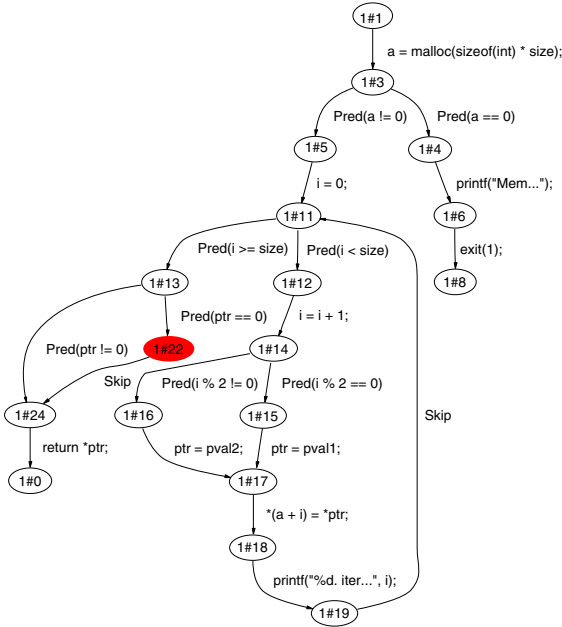 1#1
a = malloc(sizeof(int) * size);
1#3
Pred(a != 0)
Pred(a == 0)
1#5
1#4
i = 0;
printf("Mem...");
1#11
1#6
Pred(i >= size)
Pred(i < size)
exit(1);
1#13
1#12
1#8
Pred(ptr == 0)
i = i + 1;
Pred(ptr != 0)
1#22
1#14
Skip
Pred(i % 2 != 0)
Pred(i % 2 == 0)
1#24
1#16
1#15
Skip
return *ptr;
ptr = pval2;
ptr = pval1;
1#0
1#17
*(a + i) = *ptr;
1#18
printf("%d. iter...", i);
1#19